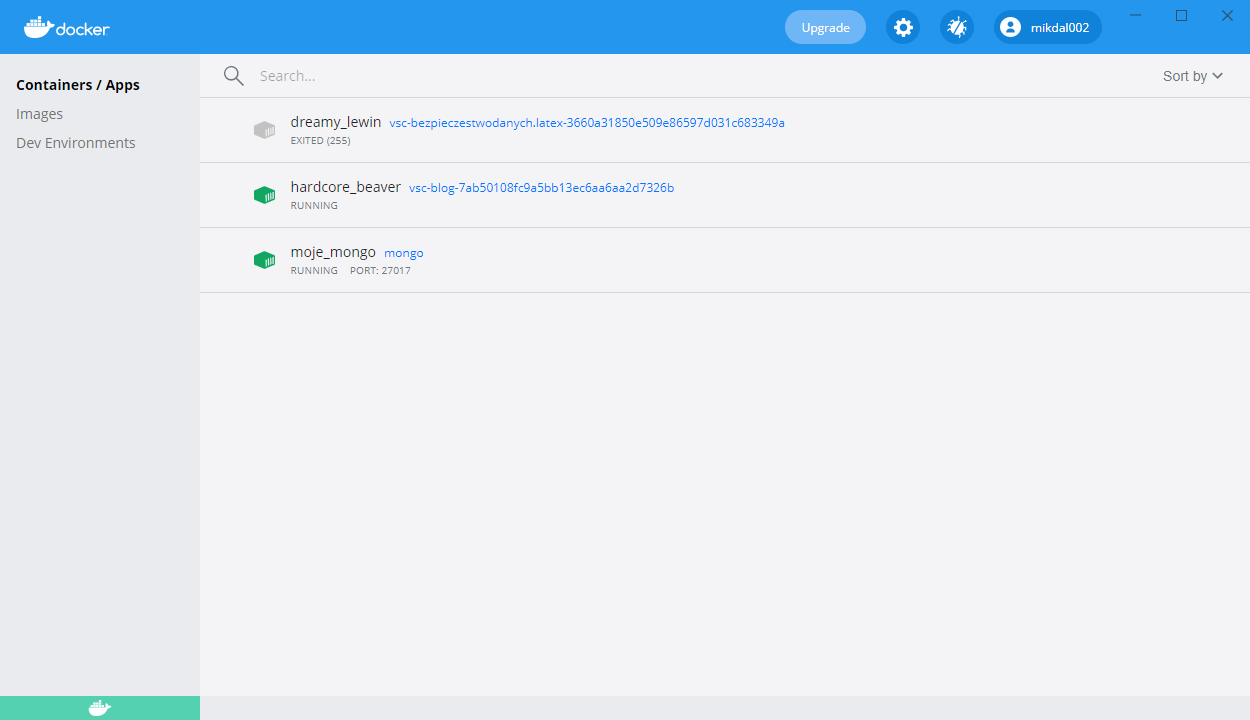 docker
Upgrade
mikdal002
Containers / Apps
Images
Dev Environments
Search...
Sort by
dreamy_lewin vsc-bezpieczestwodanych.latex-3660a31850e509e86597d031c683349a
EXITED (255)
hardcore_beaver vsc-blog-7ab50108fc9a5bb13ec6aa6aa2d7326b
RUNNING
moje_mongo mongo
RUNNING PORT: 27017